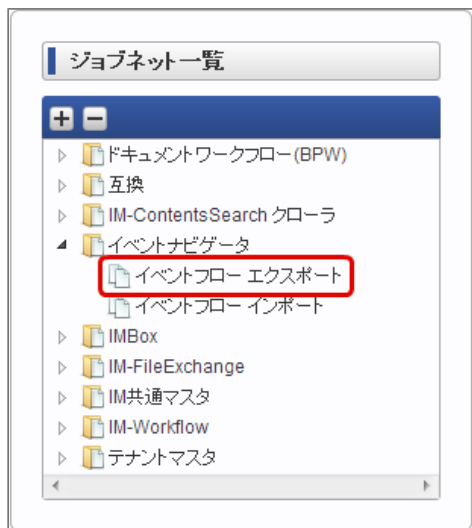 ジョブネット一覧
ドキュメントワークフロー(BPW)
互換
IM-ContentsSearch クローラ
イベントナビゲータ
イベントフロー エクスポート
イベントフロー インポート
IMBox
IM-FileExchange
IM共通マスタ
IM-Workflow
テナントマスタ